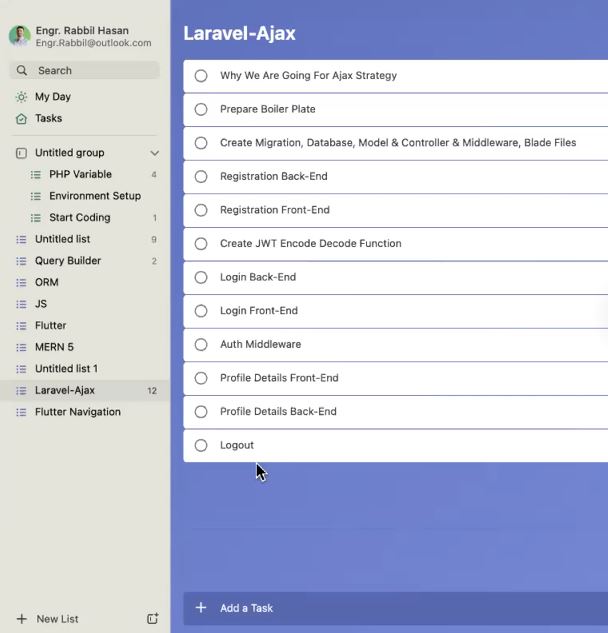 Engr. Rabbil Hasan
Engr.Rabbil@outlook.com
Search
My Day
Tasks
Untitled group
PHP Variable 4
Environment Setup
Start Coding 1
Untitled list 9
Query Builder 2
ORM
JS
Flutter
MERN 5
Untitled list 1
Laravel-Ajax 12
Flutter Navigation
New List
Laravel-Ajax
Why We Are Going For Ajax Strategy
Prepare Boiler Plate
Create Migration, Database, Model & Controller & Middleware, Blade Files
Registration Back-End
Registration Front-End
Create JWT Encode Decode Function
Login Back-End
Login Front-End
Auth Middleware
Profile Details Front-End
Profile Details Back-End
Logout
Add a Task